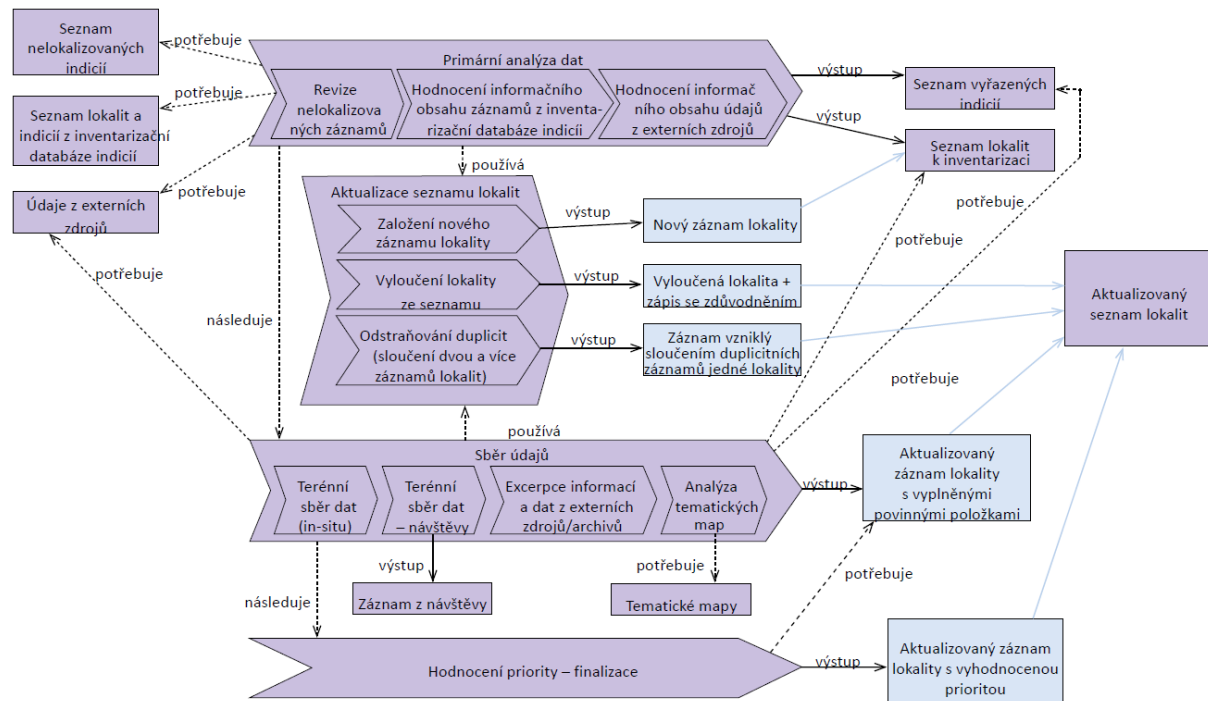 Seznam
nelokalizovaných
indicií
potřebuje
Seznam lokalit a
indicií z inventarizační
databáze indicií
potřebuje
Údaje z externích
zdrojů
potřebuje
potřebuje
Primární analýza dat
Revize
nelokalizova
ných záznamů
Hodnocení informačního
obsahu záznamů z inventa-
rizační databáze indicií
Hodnocení informač
ního obsahu údajů
z externích zdrojů
výstup
Seznam vyřazených
indicií
výstup
Seznam lokalit
k inventarizaci
používá
Aktualizace seznamu lokalit
Založení nového
záznamu lokality
výstup
Nový záznam lokality
Vyloučení lokality
ze seznamu
výstup
Vyloučená lokalita +
zápis se zdůvodněním
Odstraňování duplicit
(sloučení dvou a více
záznamů lokalit)
výstup
Záznam vzniklý
sloučením duplicitních
záznamů jedné lokality
potřebuje
potřebuje
Aktualizovaný
seznam lokalit
následuje
potřebuje
používá
Sběr údajů
Terénní
sběr dat
(in-situ)
Terénní
sběr dat
– návštěvy
Excerpce informací
a dat z externích
zdrojů/archivů
Analýza
tematických
map
výstup
Aktualizovaný
záznam lokality
s vyplněnými
povinnými položkami
výstup
Záznam z návštěvy
potřebuje
Tematické mapy
potřebuje
následuje
Hodnocení priority – finalizace
výstup
Aktualizovaný záznam
lokality s vyhodnocenou
prioritou